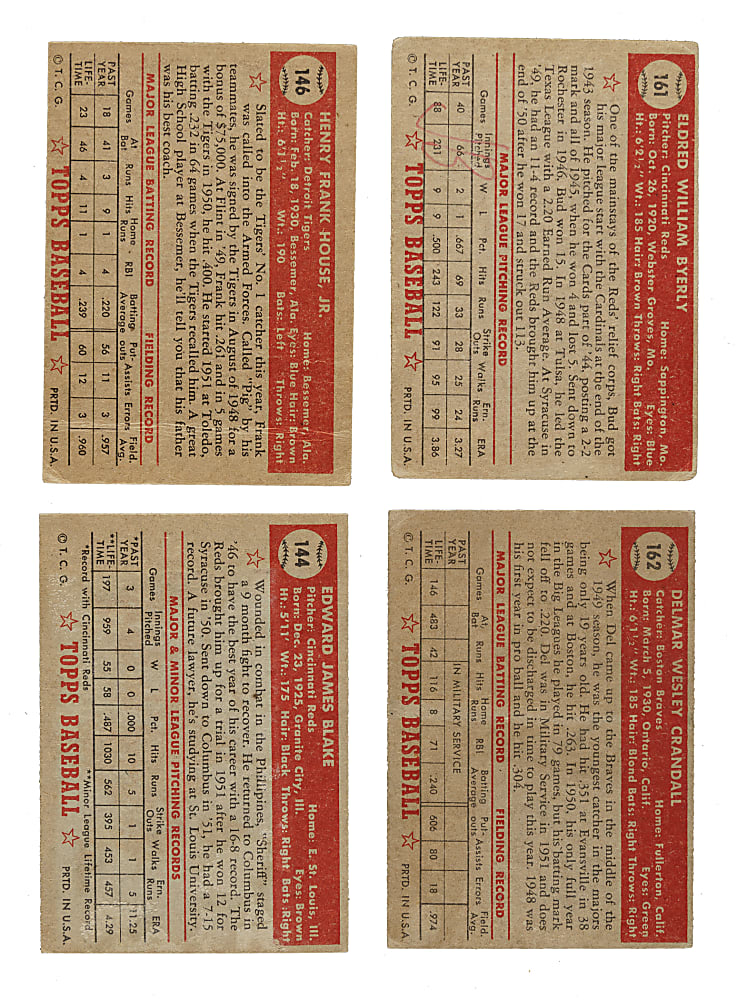 146
HENRY FRANK HOUSE, JR.
Catcher: Detroit Tigers Home: Bessemer, Ala.
Born: Feb. 18, 1930, Bessemer, Ala. Eyes: Blue Hair: Brown
Ht.: 6'1½" Wt.: 190 Bats: Left Throws: Right
Slated to be the Tigers' No. 1 catcher this year, Frank
was called into the Armed Forces. Called "Pig" by his
teammates, he was signed by the Tigers in August of 1948 for a
bonus of $75,000. At Flint in '49, Frank hit .261 and in 5 games
with the Tigers in 1950, he hit .400. He started 1951 at Toledo,
batting .232 in 64 games when the Tigers recalled him. A great
High School player at Bessemer, he'll tell you that his father
was his best coach.
MAJOR LEAGUE BATTING RECORD FIELDING RECORD
Games At Bat Runs Hits Home Runs RBI Batting Average Put-outs Assists Errors Field. Avg.
PAST YEAR 18 41 3 9 1 4 .220 56 11 3 .957
LIFE-TIME 23 46 4 11 1 4 .239 60 12 3 .960
© T. C. G. TOPPS BASEBALL PRTD. IN U.S.A.
161
ELDRED WILLIAM BYERLY
Pitcher: Cincinnati Reds Home: Sappington, Mo.
Born: Oct. 26, 1920, Webster Groves, Mo. Eyes: Blue
Ht.: 6'2½" Wt.: 185 Hair: Brown Throws: Right Bats: Right
One of the mainstays of the Reds' relief corps, Bud got
his major league start with the Cardinals at the end of the
1943 season. He pitched for the Cards part of '44, posting a 2-2
mark and all of 1945, when he won 4 and lost 5. Sent down to
Rochester in 1946, Bud won 15. In 1948 at Tulsa, he led the
Texas League with a 2.20 Earned Run Average. At Syracuse in
'49, he had an 11-4 record and the Reds brought him up at the
end of '50 after he won 17 and struck out 113.
MAJOR LEAGUE PITCHING RECORD
Games Innings Pitched W L Pct. Hits Runs Strike Outs Walks Ern. Runs ERA
PAST YEAR 40 66 2 1 .667 69 33 28 25 24 3.27
LIFE-TIME 88 231 9 9 .500 243 122 91 95 99 3.86
© T. C. G. TOPPS BASEBALL PRTD. IN U.S.A.
144
EDWARD JAMES BLAKE
Pitcher: Cincinnati Reds Home: E. St. Louis, Ill.
Born: Dec. 23, 1925, Granite City, Ill. Eyes: Brown
Ht.: 5'11" Wt.: 175 Hair: Black Throws: Right Bats: Right
Wounded in combat in the Philippines, "Sheriff" staged
a 9 month fight to recover. He returned to Columbus in
'46 to have the best year of his career with a 16-8 record. The
Reds brought him up for a trial in 1951 after he won 12 for
Syracuse in '50. Sent down to Columbus in '51, he had a 7-15
record. A future lawyer, he's studying at St. Louis University.
MAJOR & MINOR LEAGUE PITCHING RECORDS
Games Innings Pitched W L Pct. Hits Runs Strike Outs Walks Ern. Runs ERA
*PAST YEAR 3 4 0 0 .000 10 5 1 1 5 11.25
**LIFE-TIME 197 959 55 58 .487 1030 562 395 453 457 4.29
*Record with Cincinnati Reds **Minor League Lifetime Record
© T. C. G. TOPPS BASEBALL PRTD. IN U.S.A.
162
DELMAR WESLEY CRANDALL
Catcher: Boston Braves Home: Fullerton, Calif.
Born: March 5, 1930, Ontario, Calif. Eyes: Green
Ht.: 6'1½" Wt.: 185 Hair: Blond Bats: Right Throws: Right
When Del came up to the Braves in the middle of the
1949 season, he was the youngest catcher in the majors
being only 19 years old. He had hit .351 at Evansville in 38
games and at Boston, he hit .263. In 1950, his only full year
in the Big Leagues he played in 79 games, but his batting mark
fell off to .220. Del was in Military Service in 1951 and does
not expect to be discharged in time to play this year. 1948 was
his first year in pro ball and he hit .304.
MAJOR LEAGUE BATTING RECORD FIELDING RECORD
Games At Bat Runs Hits Home Runs RBI Batting Average Put-outs Assists Errors Field. Avg.
PAST YEAR IN MILITARY SERVICE
LIFE-TIME 146 483 42 116 8 71 .240 606 80 18 .974
© T. C. G. TOPPS BASEBALL PRTD. IN U.S.A.